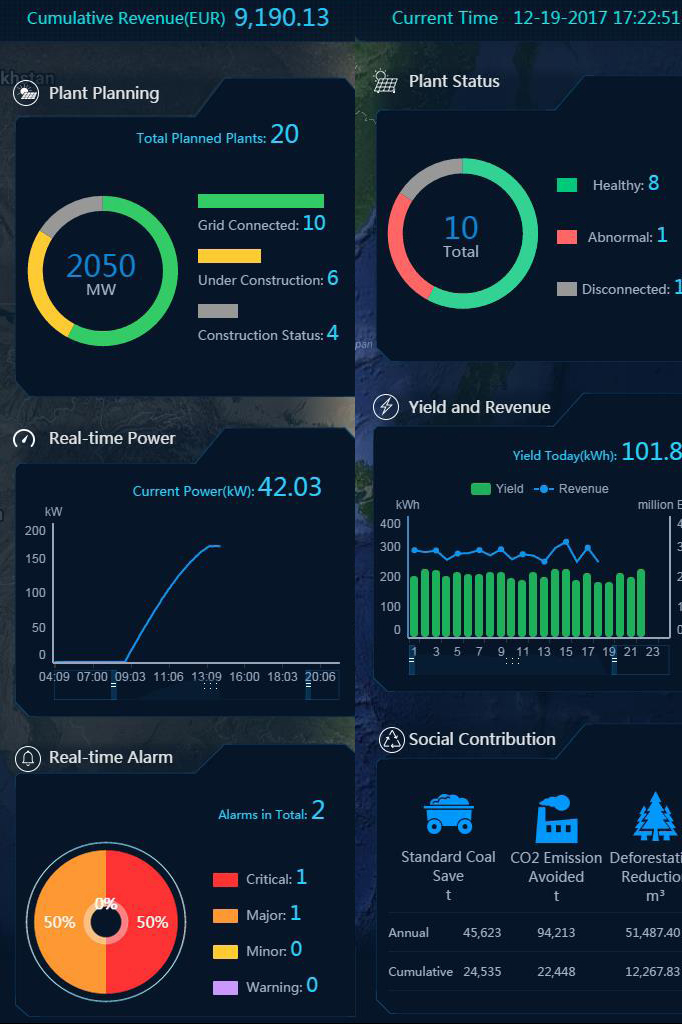 Cumulative Revenue(EUR) 9,190.13
Current Time 12-19-2017 17:22:51
Plant Planning
Total Planned Plants: 20
2050
MW
Grid Connected: 10
Under Construction: 6
Construction Status: 4
Plant Status
10
Total
Healthy: 8
Abnormal: 1
Disconnected: 1
Real-time Power
Current Power(kW): 42.03
kW
200
150
100
50
0
04:09 07:00 09:03 11:06 13:09 16:00 18:03 20:06
Yield and Revenue
Yield Today(kWh): 101.8
Yield Revenue
kWh
million E
400
300
200
100
0
1 3 5 7 9 11 13 15 17 19 21 23
Real-time Alarm
Alarms in Total: 2
50%
0%
50%
Critical: 1
Major: 1
Minor: 0
Warning: 0
Social Contribution
Standard Coal
Save
t
CO2 Emission
Avoided
t
Deforestati
Reductio
m³
Annual 45,623 94,213 51,487.40
Cumulative 24,535 22,448 12,267.83